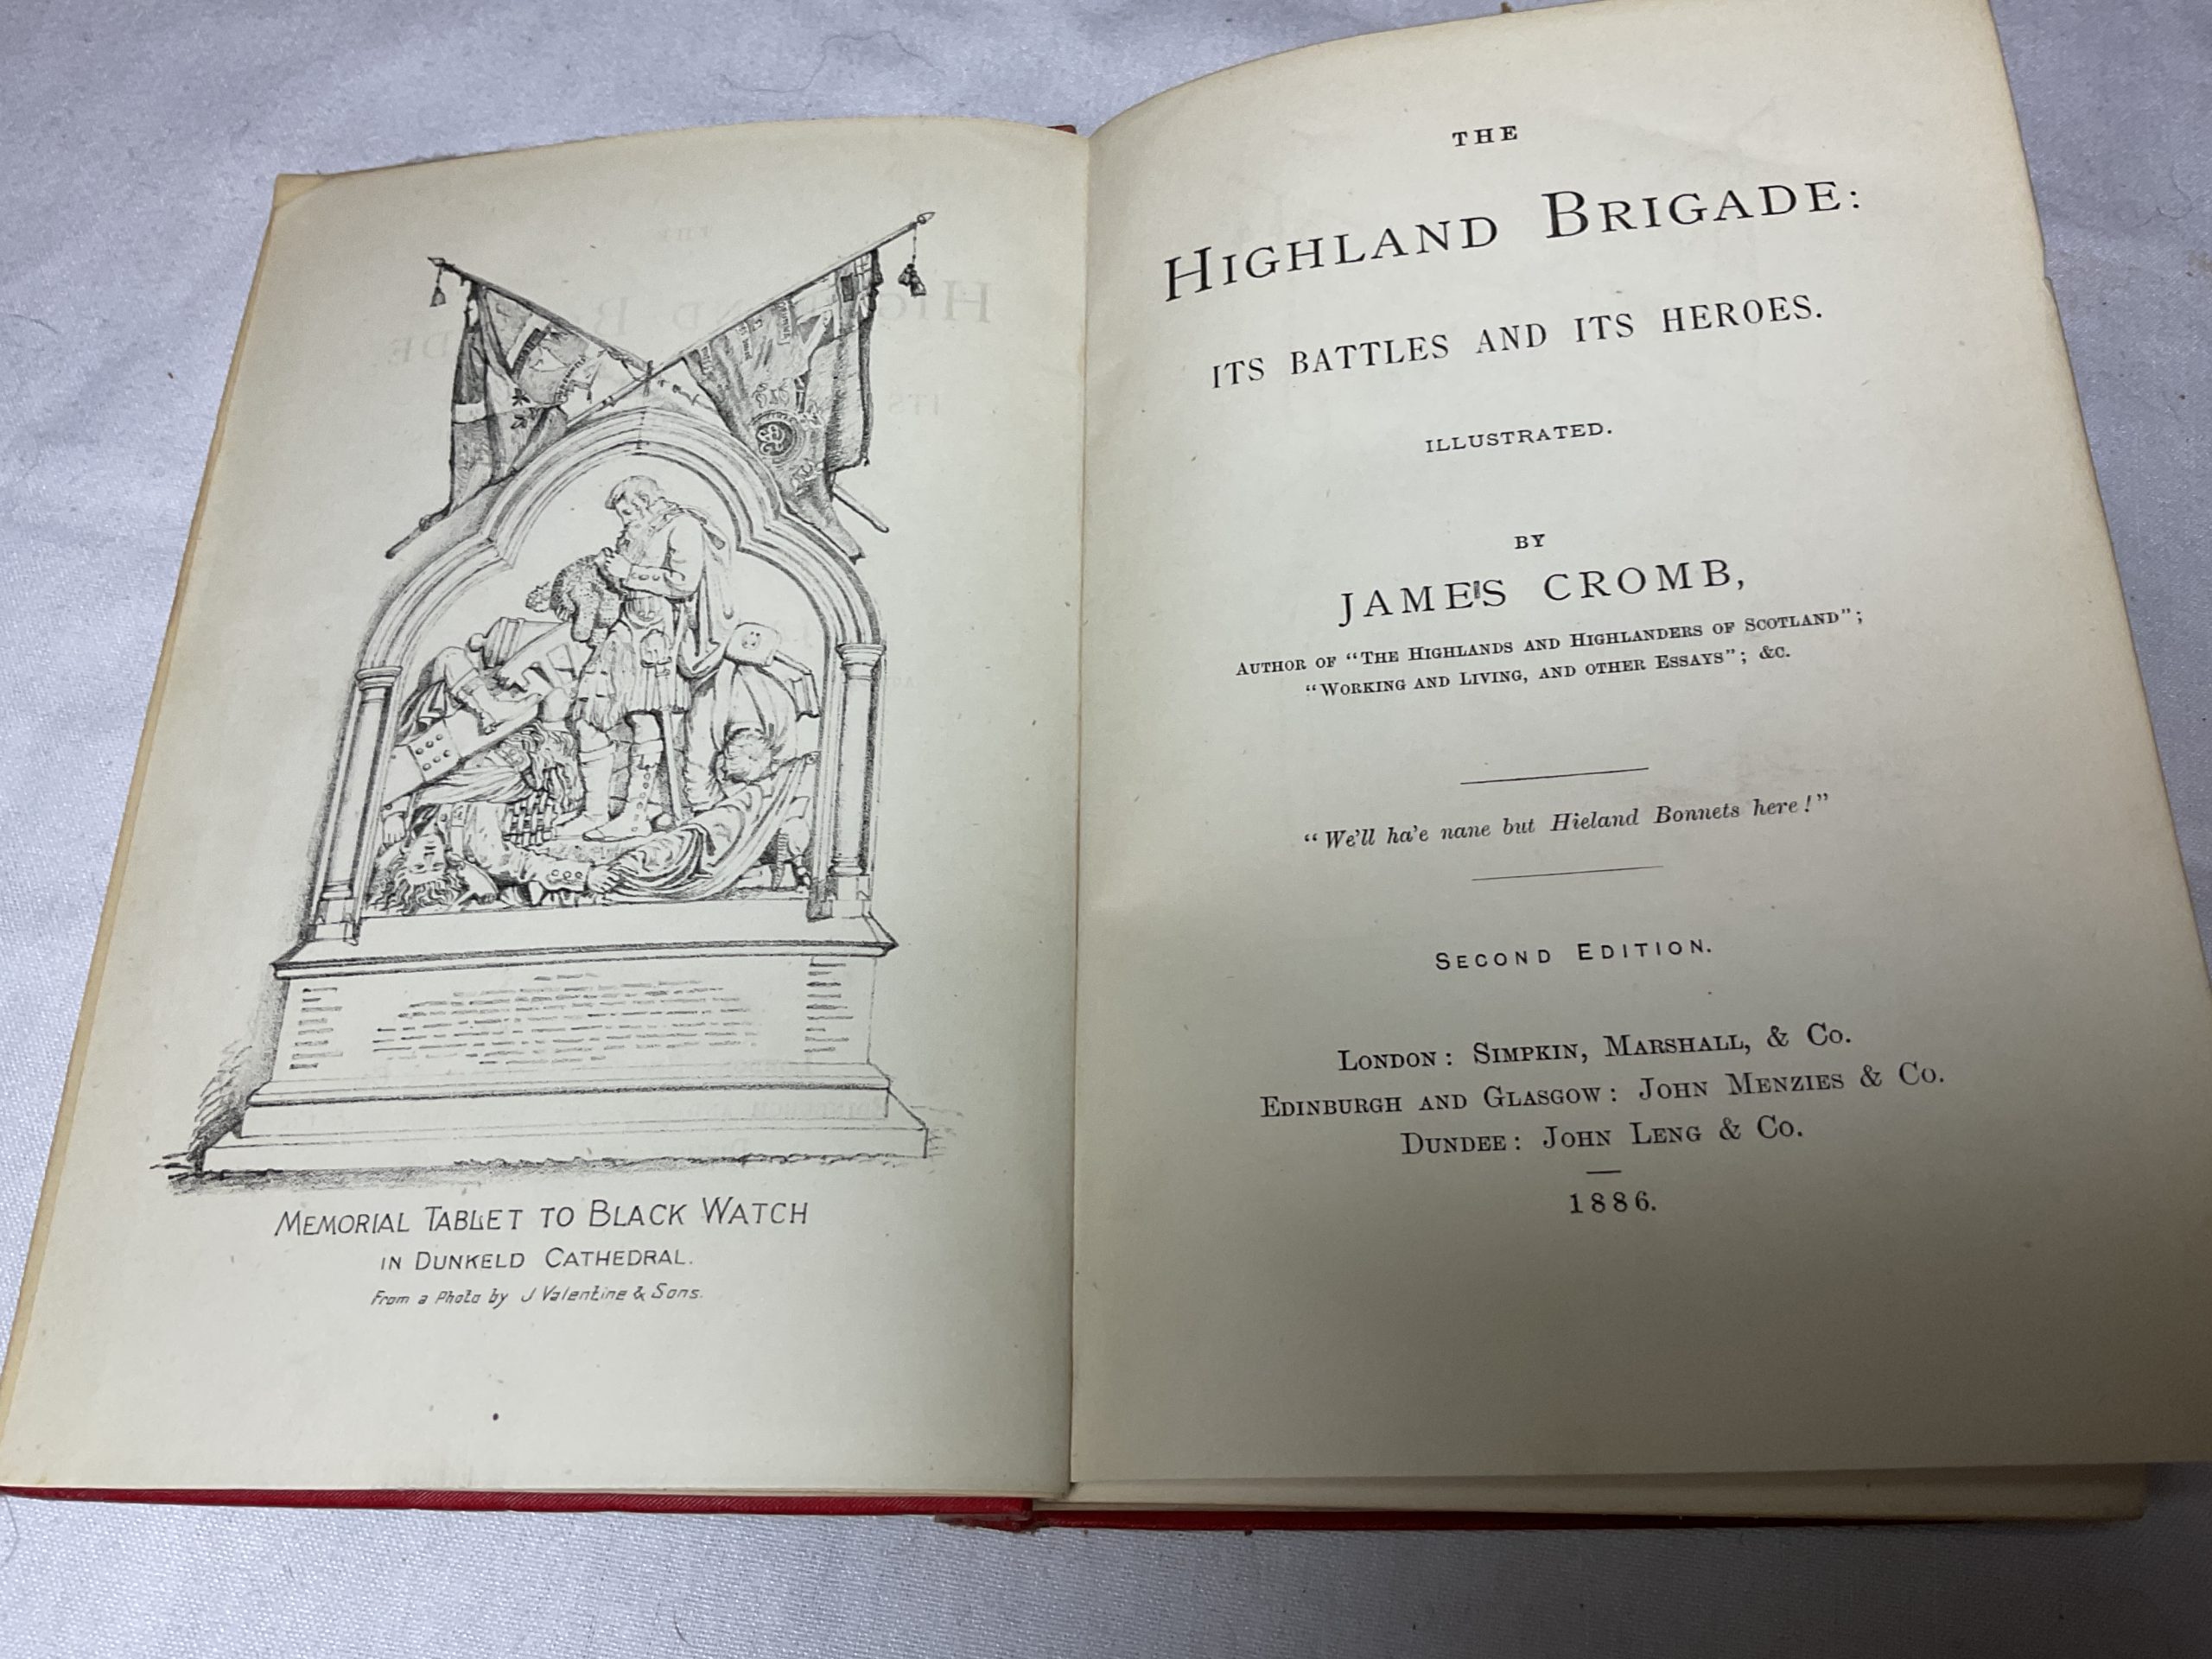 MEMORIAL TABLET TO BLACK WATCH
IN DUNKELD CATHEDRAL.
From a Photo by J Valentine & Sons.
THE
HIGHLAND BRIGADE:
ITS BATTLES AND ITS HEROES.
ILLUSTRATED.
BY
JAMES CROMB,
AUTHOR OF "THE HIGHLANDS AND HIGHLANDERS OF SCOTLAND";
"WORKING AND LIVING, AND OTHER ESSAYS"; &C.
"We'll ha'e nane but Hieland Bonnets here!"
SECOND EDITION.
LONDON: SIMPKIN, MARSHALL, & CO.
EDINBURGH AND GLASGOW: JOHN MENZIES & CO.
DUNDEE: JOHN LENG & CO.
1886.